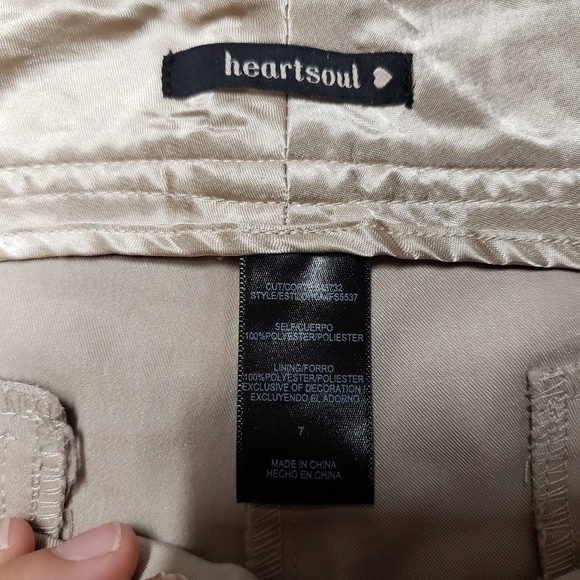 heartsoul
CUT/CORTE
STYLE/ESTILO
SELF/CUERPO
100%POLYESTER/POLIESTER
LINING/FORRO
100%POLYESTER/POLIESTER
EXCLUSIVE OF DECORATION
EXCLUYENDO EL ADORNO
7
MADE IN CHINA
HECHO EN CHINA